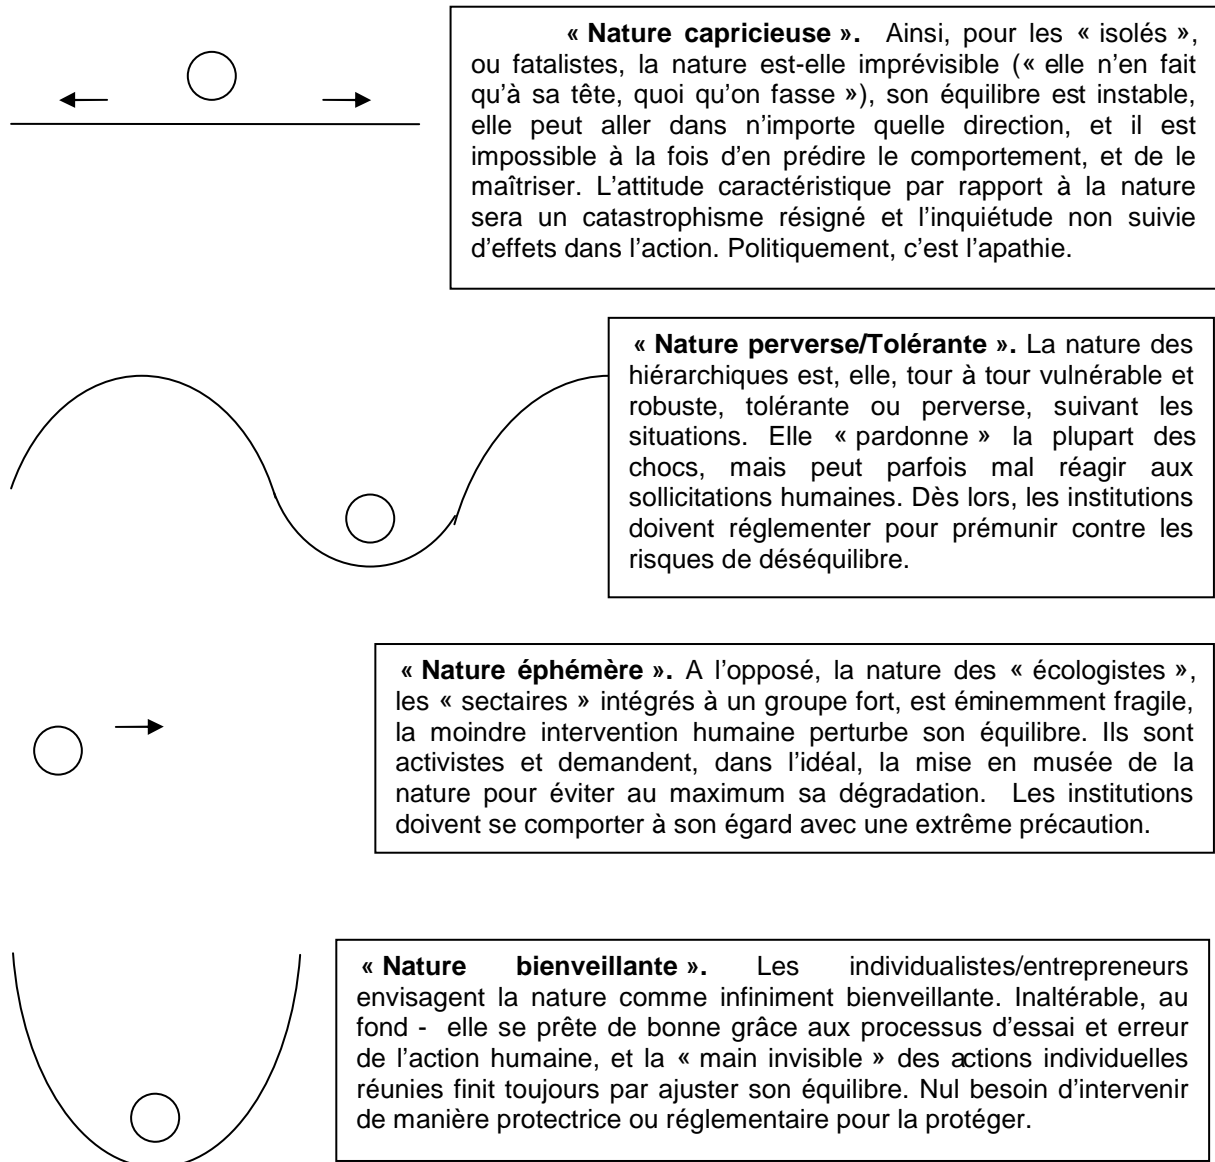 « Nature capricieuse ». Ainsi, pour les « isolés »,
ou fatalistes, la nature est-elle imprévisible (« elle n’en fait
qu’à sa tête, quoi qu’on fasse »), son équilibre est instable,
elle peut aller dans n’importe quelle direction, et il est
impossible à la fois d’en prédire le comportement, et de le
maîtriser. L’attitude caractéristique par rapport à la nature
sera un catastrophisme résigné et l’inquiétude non suivie
d’effets dans l’action. Politiquement, c’est l’apathie.
« Nature perverse/Tolérante ». La nature des
hiérarchiques est, elle, tour à tour vulnérable et
robuste, tolérante ou perverse, suivant les
situations. Elle « pardonne » la plupart des
chocs, mais peut parfois mal réagir aux
sollicitations humaines. Dès lors, les institutions
doivent réglementer pour prémunir contre les
risques de déséquilibre.
« Nature éphémère ». A l’opposé, la nature des « écologistes »,
les « sectaires » intégrés à un groupe fort, est éminemment fragile,
la moindre intervention humaine perturbe son équilibre. Ils sont
activistes et demandent, dans l’idéal, la mise en musée de la
nature pour éviter au maximum sa dégradation. Les institutions
doivent se comporter à son égard avec une extrême précaution.
« Nature bienveillante ». Les individualistes/entrepreneurs
envisagent la nature comme infiniment bienveillante. Inaltérable, au
fond - elle se prête de bonne grâce aux processus d’essai et erreur
de l’action humaine, et la « main invisible » des actions individuelles
réunies finit toujours par ajuster son équilibre. Nul besoin d’intervenir
de manière protectrice ou réglementaire pour la protéger.